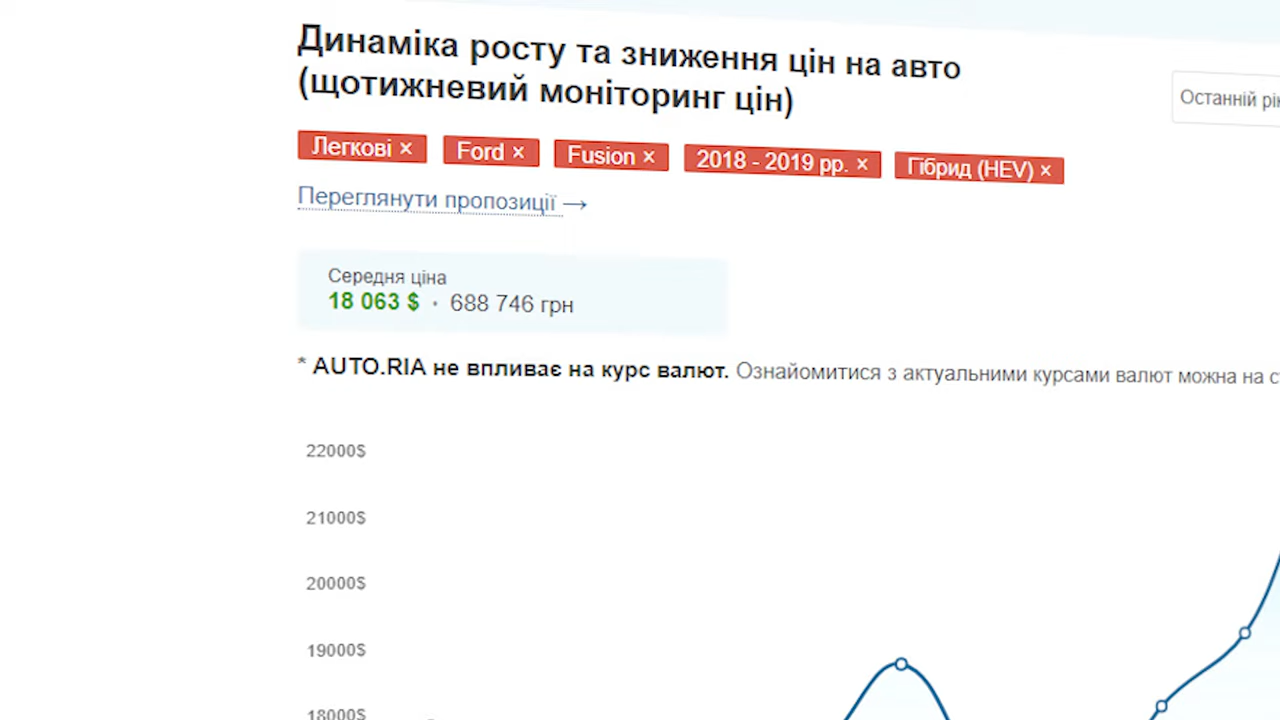 Динаміка росту та зниження цін на авто
(щотижневий моніторинг цін)
Останній
Легкові × Ford × Fusion × 2018 - 2019 рр. × Гібрид (HEV) ×
Переглянути пропозиції →
Середня ціна
18 063 $ · 688 746 грн
* AUTO.RIA не впливає на курс валют. Ознайомитися з актуальними курсами валют можна на
22000$
21000$
20000$
19000$
18000$